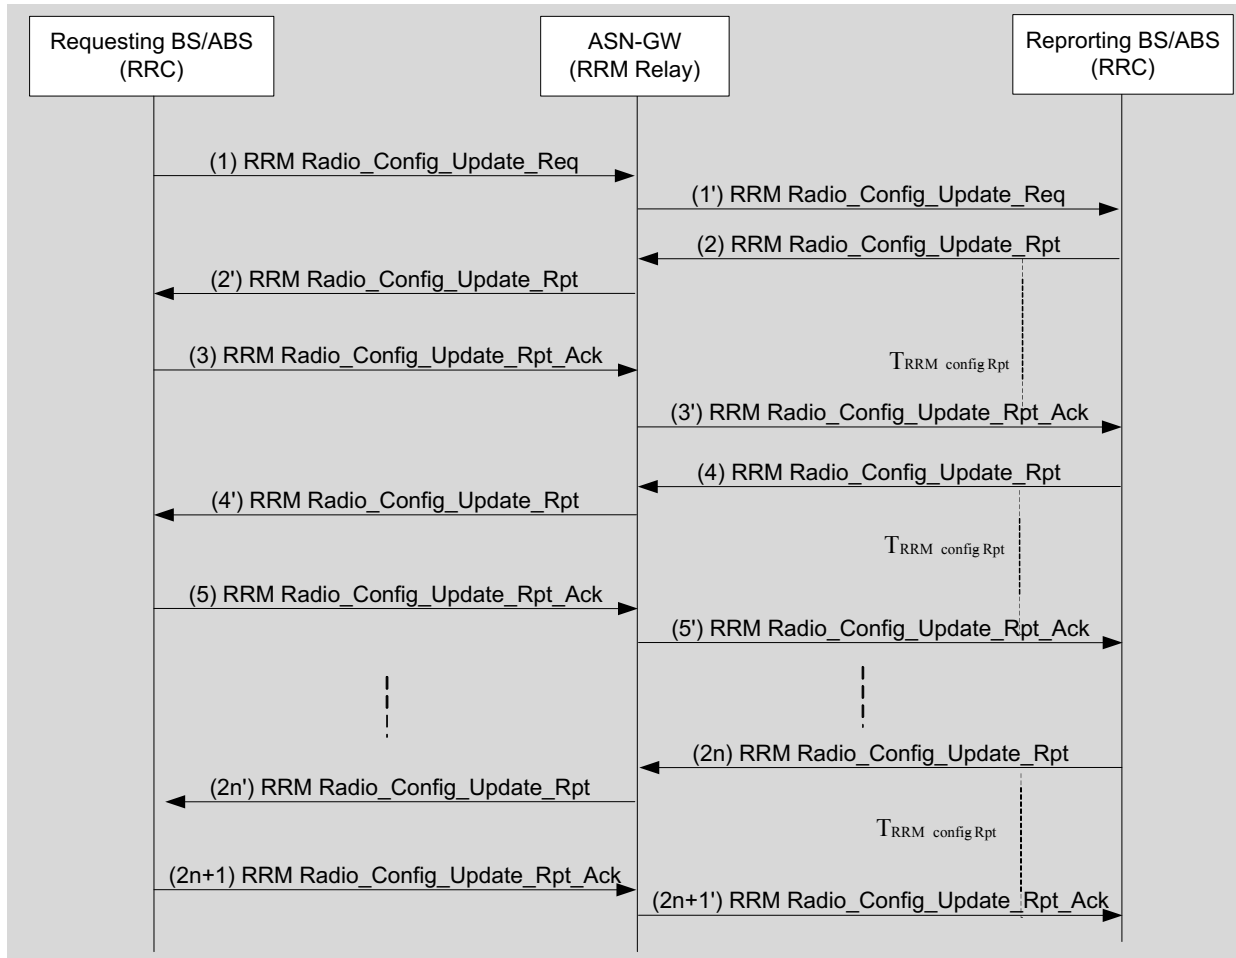 Requesting BS/ABS
(RRC)
ASN-GW
(RRM Relay)
Reprorting BS/ABS
(RRC)
(1) RRM Radio_Config_Update_Req
(1') RRM Radio_Config_Update_Req
(2) RRM Radio_Config_Update_Rpt
(2') RRM Radio_Config_Update_Rpt
(3) RRM Radio_Config_Update_Rpt_Ack
TRRM config Rpt
(3') RRM Radio_Config_Update_Rpt_Ack
(4) RRM Radio_Config_Update_Rpt
(4') RRM Radio_Config_Update_Rpt
TRRM config Rpt
(5) RRM Radio_Config_Update_Rpt_Ack
(5') RRM Radio_Config_Update_Rpt_Ack
(2n) RRM Radio_Config_Update_Rpt
(2n') RRM Radio_Config_Update_Rpt
TRRM config Rpt
(2n+1) RRM Radio_Config_Update_Rpt_Ack
(2n+1') RRM Radio_Config_Update_Rpt_Ack